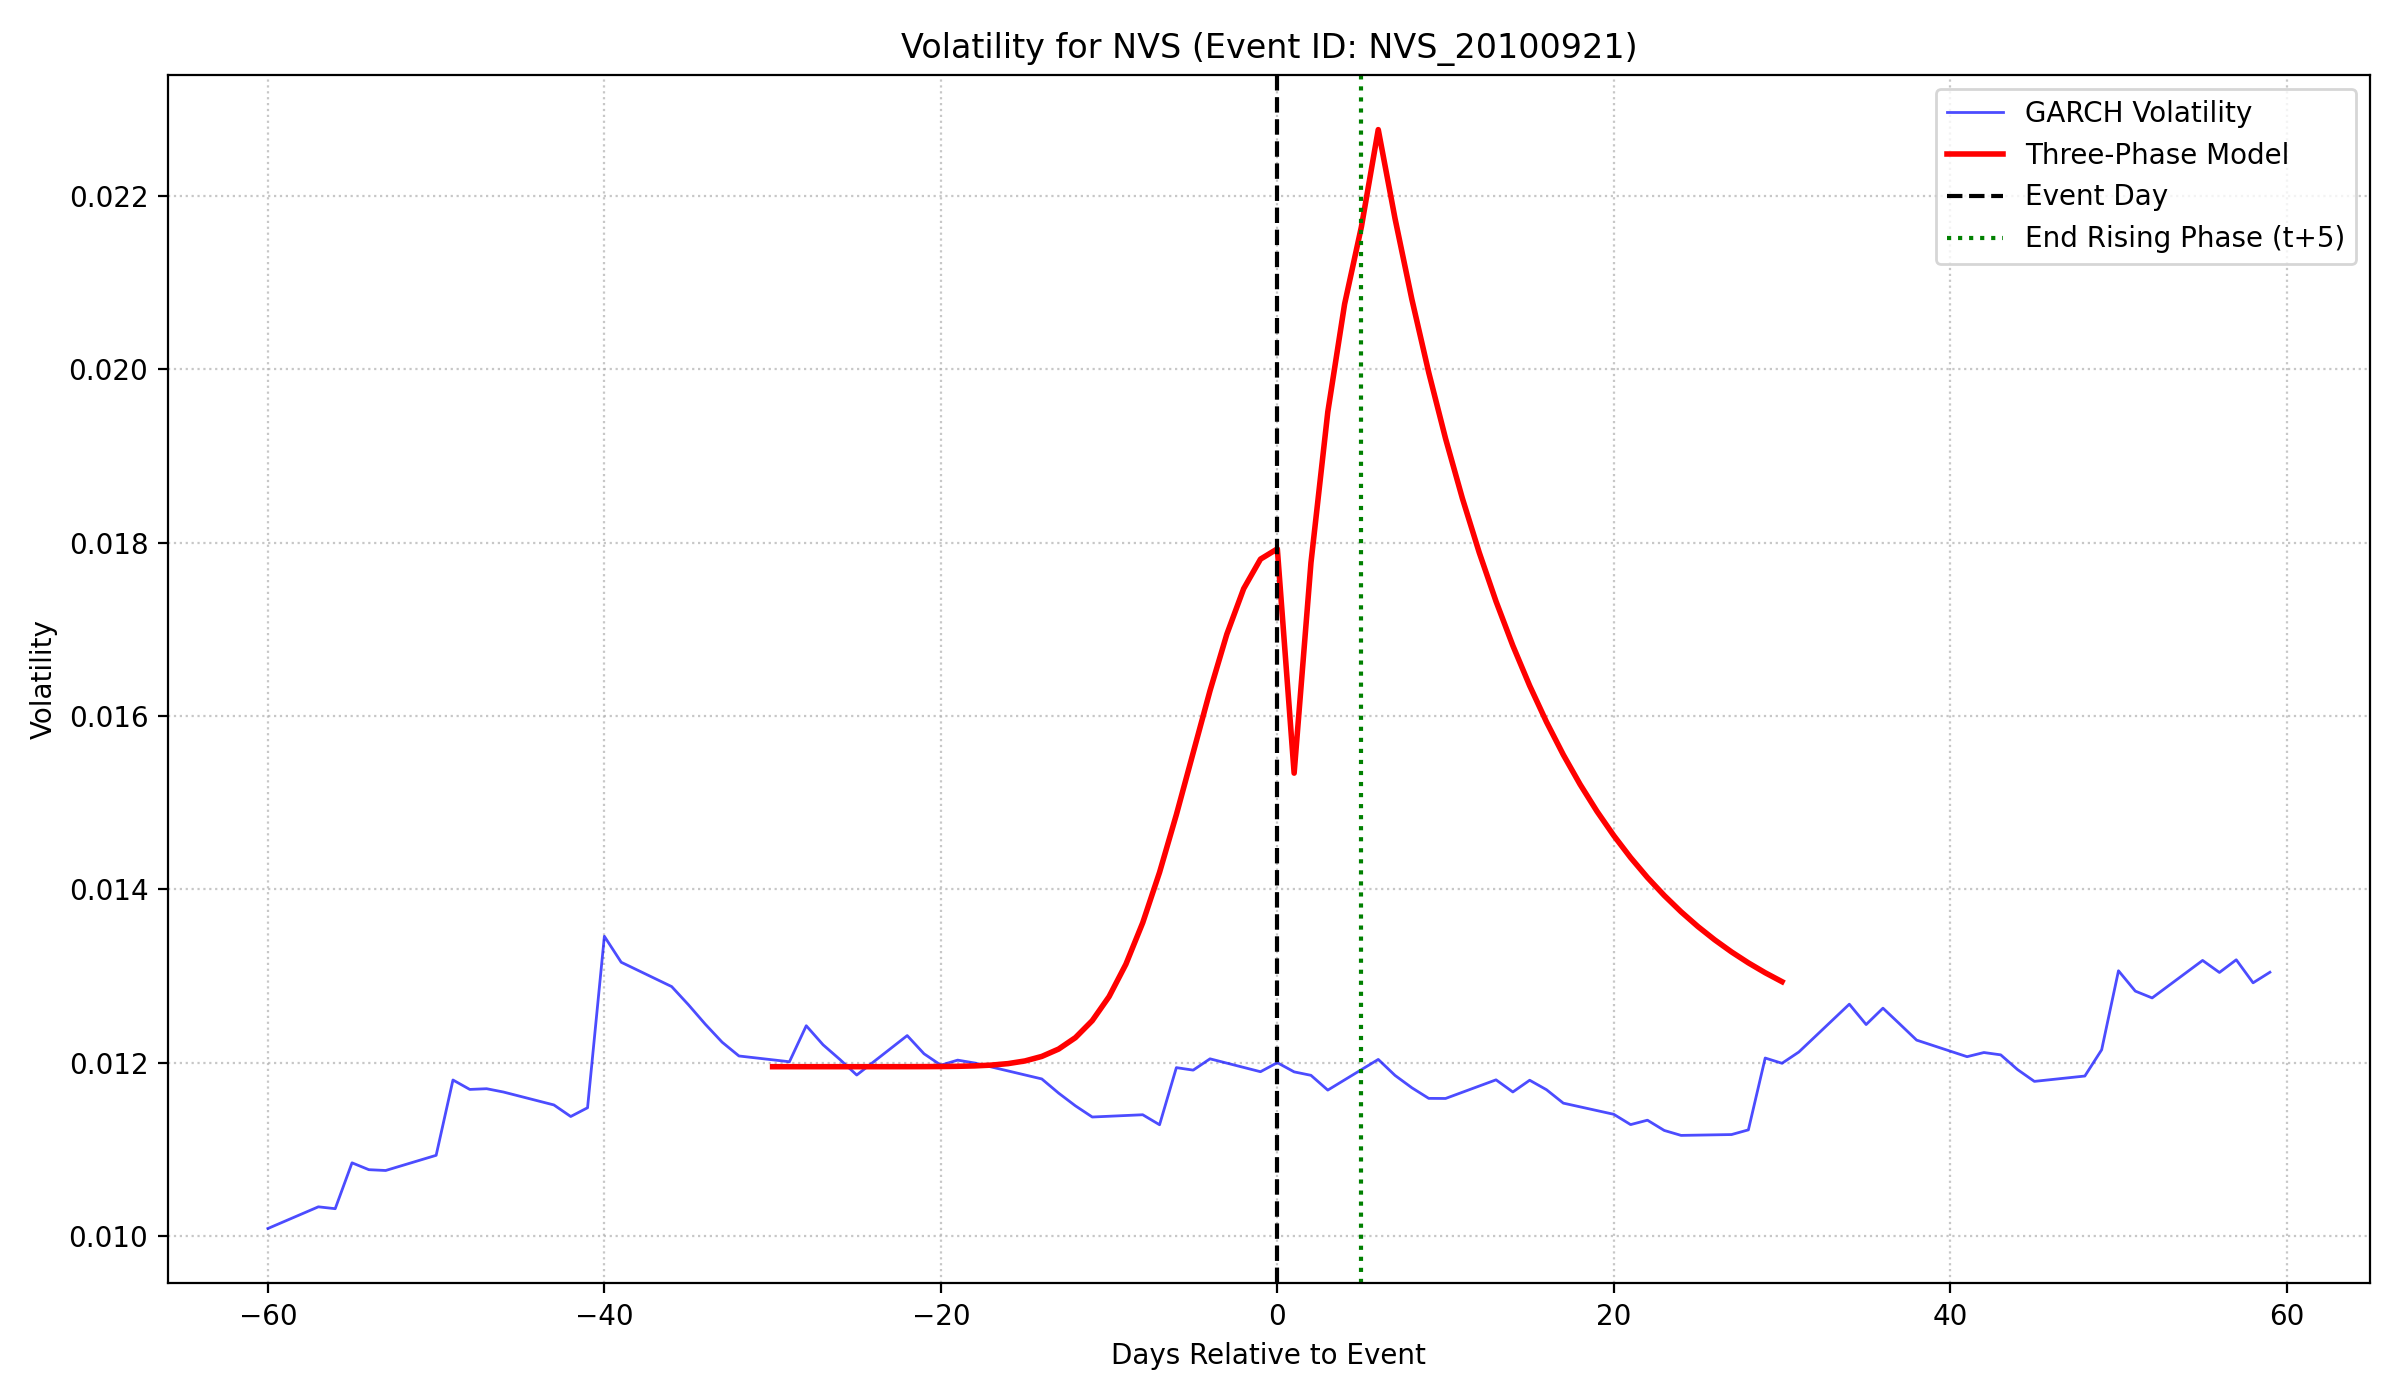 Volatility for NVS (Event ID: NVS_20100921)
GARCH Volatility
Three-Phase Model
Event Day
End Rising Phase (t+5)
Volatility
0.022
0.020
0.018
0.016
0.014
0.012
0.010
−60
−40
−20
0
20
40
60
Days Relative to Event